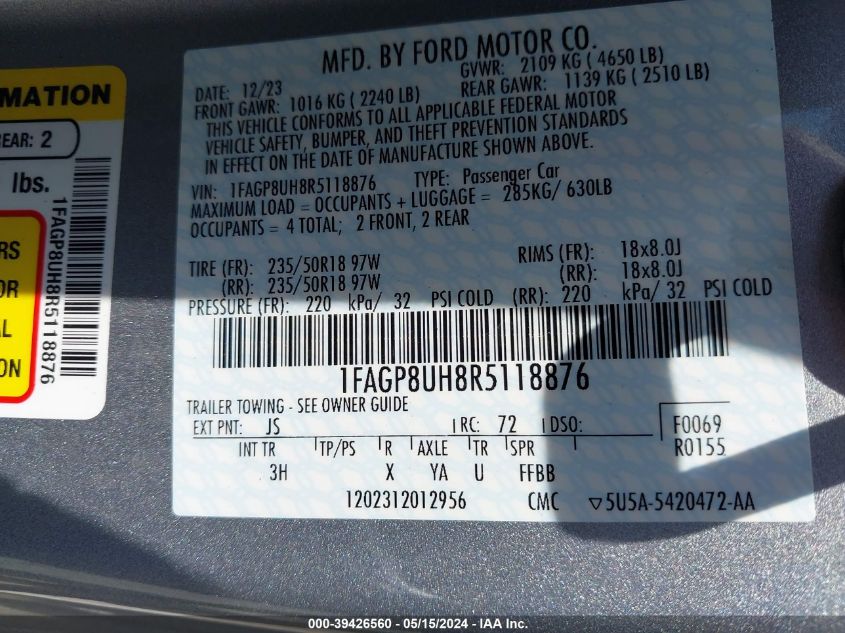 MFD. BY FORD MOTOR CO.
DATE: 12/23 GVWR: 2109 KG ( 4650 LB)
FRONT GAWR: 1016 KG ( 2240 LB) REAR GAWR: 1139 KG ( 2510 LB)
THIS VEHICLE CONFORMS TO ALL APPLICABLE FEDERAL MOTOR
VEHICLE SAFETY, BUMPER, AND THEFT PREVENTION STANDARDS
IN EFFECT ON THE DATE OF MANUFACTURE SHOWN ABOVE.
VIN: 1FAGP8UH8R5118876 TYPE: Passenger Car
MAXIMUM LOAD = OCCUPANTS + LUGGAGE = 285KG/ 630LB
OCCUPANTS = 4 TOTAL; 2 FRONT, 2 REAR
TIRE (FR): 235/50R18 97W RIMS (FR): 18x8.0J
(RR): 235/50R18 97W (RR): 18x8.0J
PRESSURE (FR): 220 kPa/ 32 PSI COLD (RR): 220 kPa/ 32 PSI COLD
1FAGP8UH8R5118876
TRAILER TOWING - SEE OWNER GUIDE
EXT PNT: JS RC: 72 DSO: F0069
R0155
INT TR TP/PS R AXLE TR SPR
3H X YA U FFBB
1202312012956 CMC ▽5U5A-5420472-AA
MATION
EAR: 2
lbs.
1FAGP8UH8R5118876
RS
OR
AL
ON
000-39426560 - 05/15/2024 - IAA Inc.